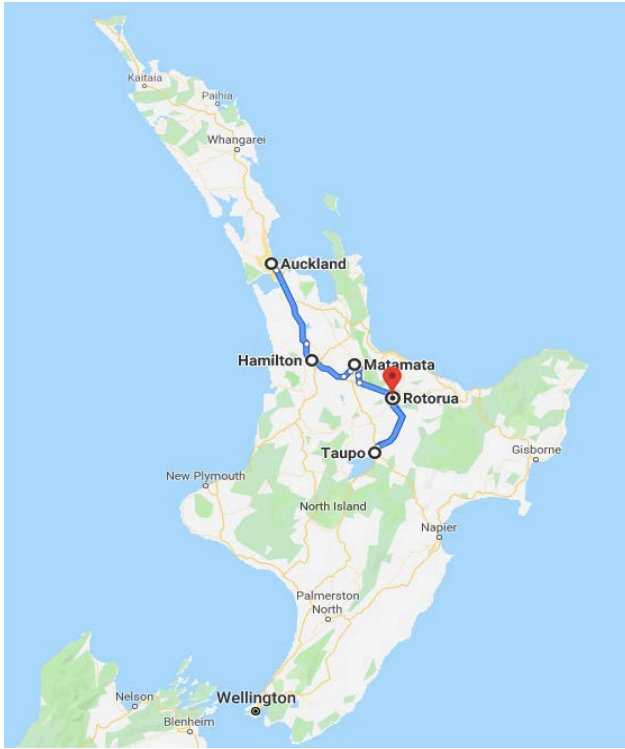 Kaitaia
Paihia
Whangarei
Auckland
Hamilton
Matamata
Rotorua
Taupo
Gisborne
New Plymouth
North Island
Napier
Palmerston
North
Nelson
Wellington
Blenheim